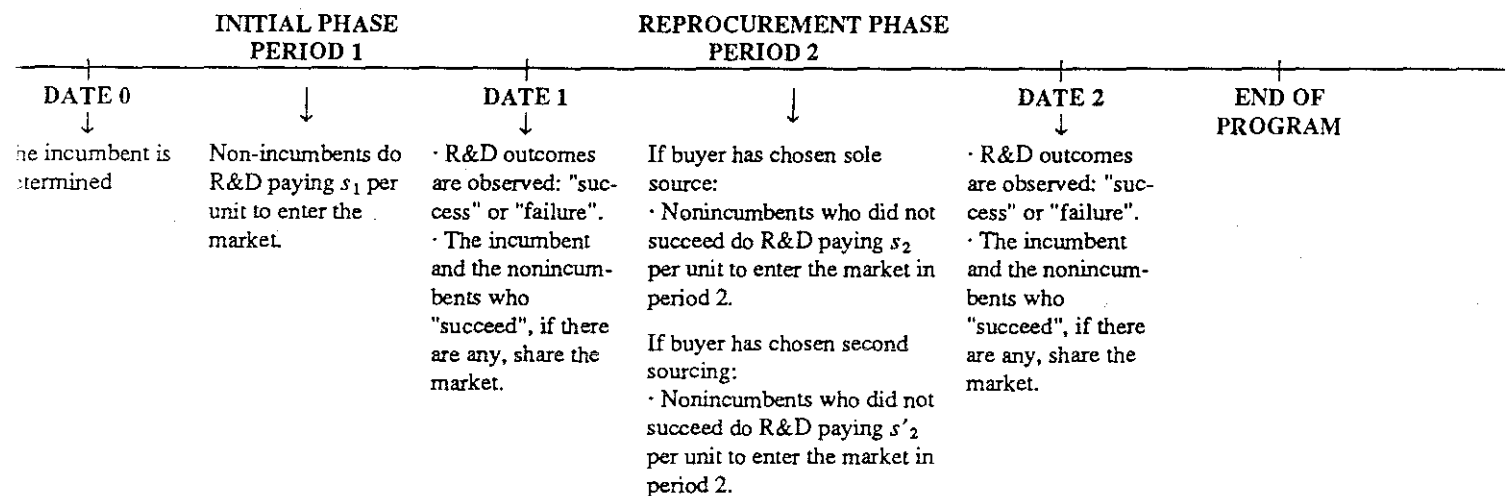 INITIAL PHASE
PERIOD 1
REPROCUREMENT PHASE
PERIOD 2
DATE 0
DATE 1
DATE 2
END OF
PROGRAM
he incumbent is
termined
Non-incumbents do
R&D paying s₁ per
unit to enter the
market.
· R&D outcomes
are observed: "suc-
cess" or "failure".
· The incumbent
and the nonincum-
bents who
"succeed", if there
are any, share the
market.
If buyer has chosen sole
source:
· Nonincumbents who did not
succeed do R&D paying s₂
per unit to enter the market in
period 2.
If buyer has chosen second
sourcing:
· Nonincumbents who did not
succeed do R&D paying s'₂
per unit to enter the market in
period 2.
· R&D outcomes
are observed: "suc-
cess" or "failure".
· The incumbent
and the nonincum-
bents who
"succeed", if there
are any, share the
market.